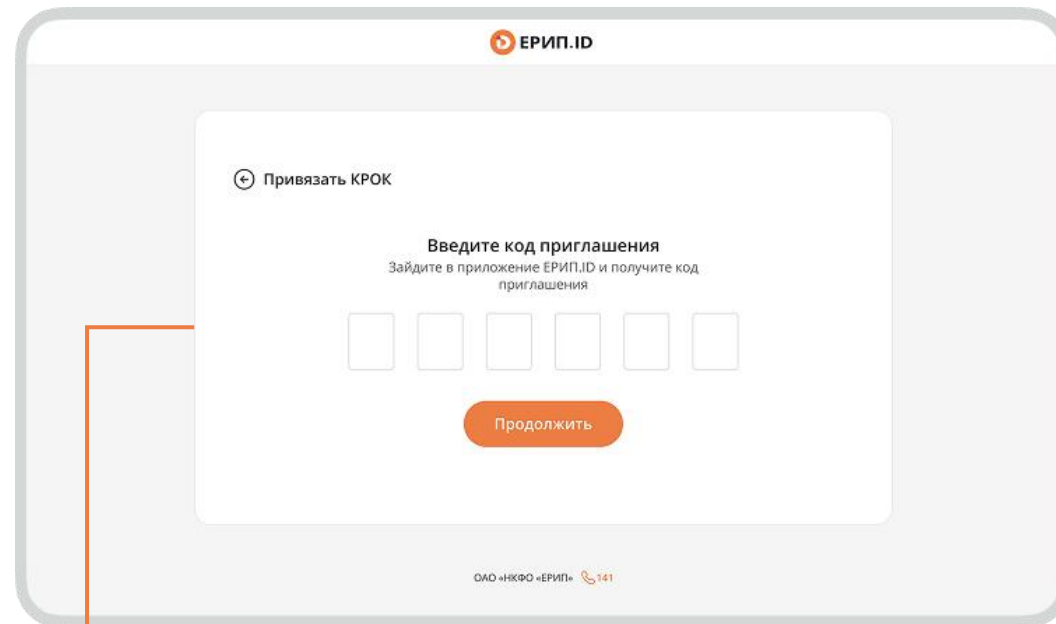 ЕРИП.ID
Привязать КРОК
Введите код приглашения
Зайдите в приложение ЕРИП.ID и получите код
приглашения
Продолжить
ОАО «НКФО «ЕРИП» 141